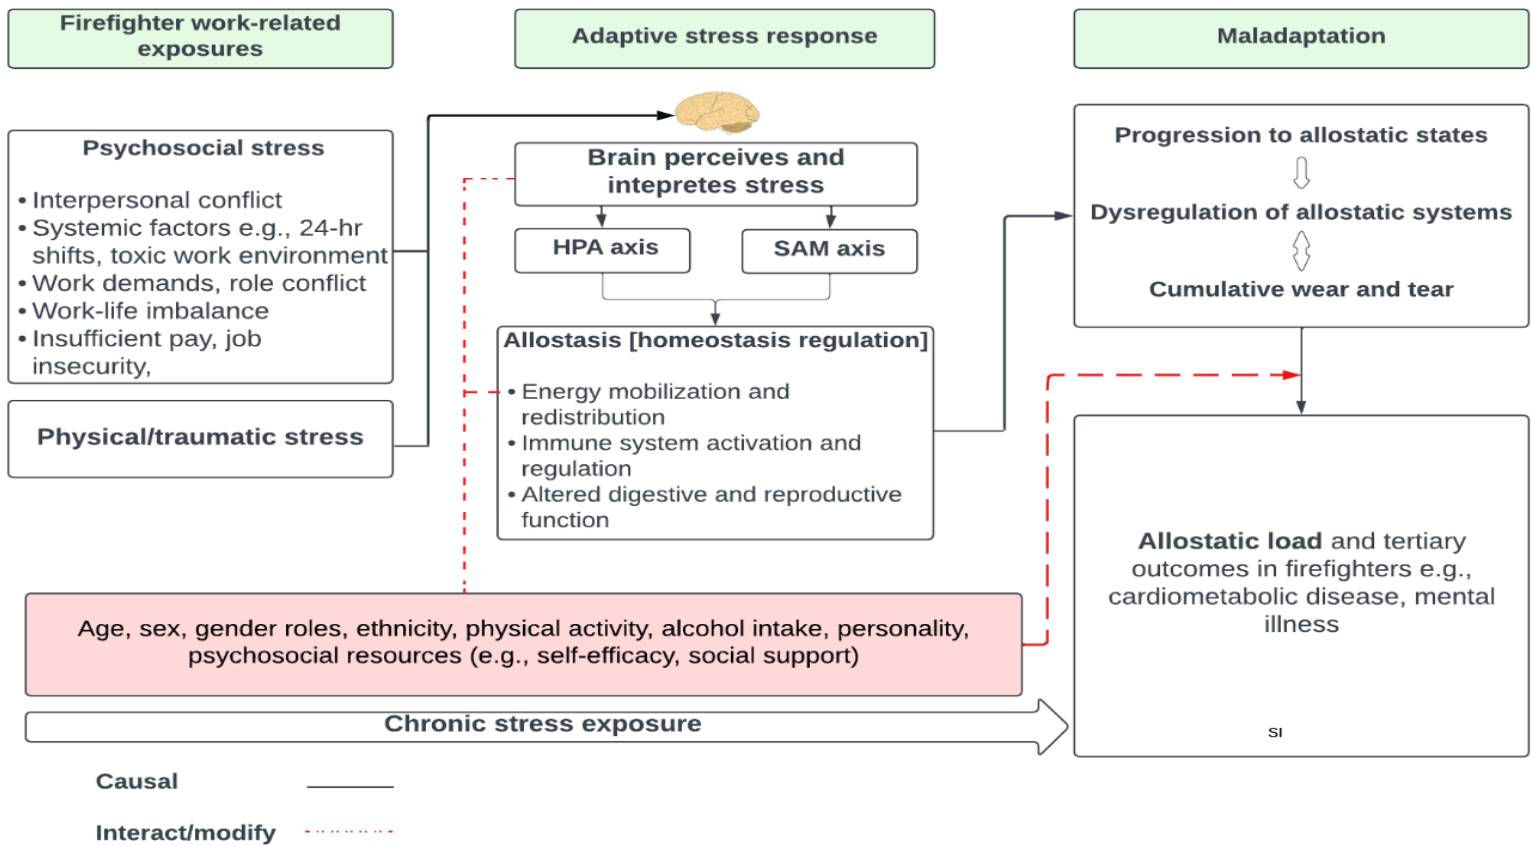 Firefighter work-related
exposures
Adaptive stress response
Maladaptation
Psychosocial stress
• Interpersonal conflict
• Systemic factors e.g., 24-hr
shifts, toxic work environment
• Work demands, role conflict
• Work-life imbalance
• Insufficient pay, job
insecurity,
Physical/traumatic stress
Brain perceives and
intepretes stress
HPA axis
SAM axis
Allostasis [homeostasis regulation]
• Energy mobilization and
redistribution
• Immune system activation and
regulation
• Altered digestive and reproductive
function
Progression to allostatic states
Dysregulation of allostatic systems
Cumulative wear and tear
Allostatic load and tertiary
outcomes in firefighters e.g.,
cardiometabolic disease, mental
illness
SI
Age, sex, gender roles, ethnicity, physical activity, alcohol intake, personality,
psychosocial resources (e.g., self-efficacy, social support)
Chronic stress exposure
Causal
Interact/modify